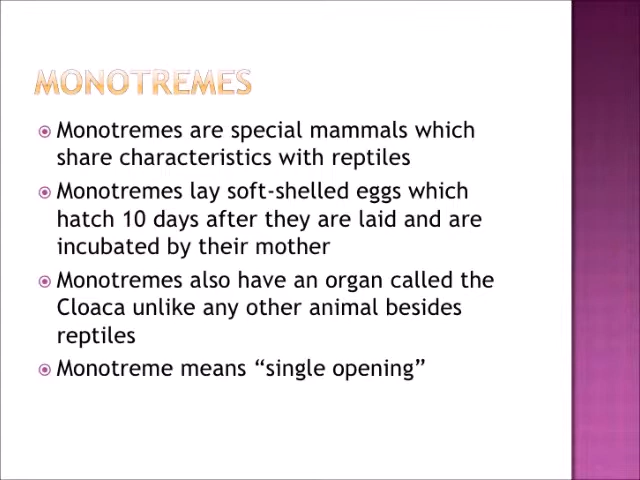 MONOTREMES
Monotremes are special mammals which
share characteristics with reptiles
Monotremes lay soft-shelled eggs which
hatch 10 days after they are laid and are
incubated by their mother
Monotremes also have an organ called the
Cloaca unlike any other animal besides
reptiles
Monotreme means “single opening”